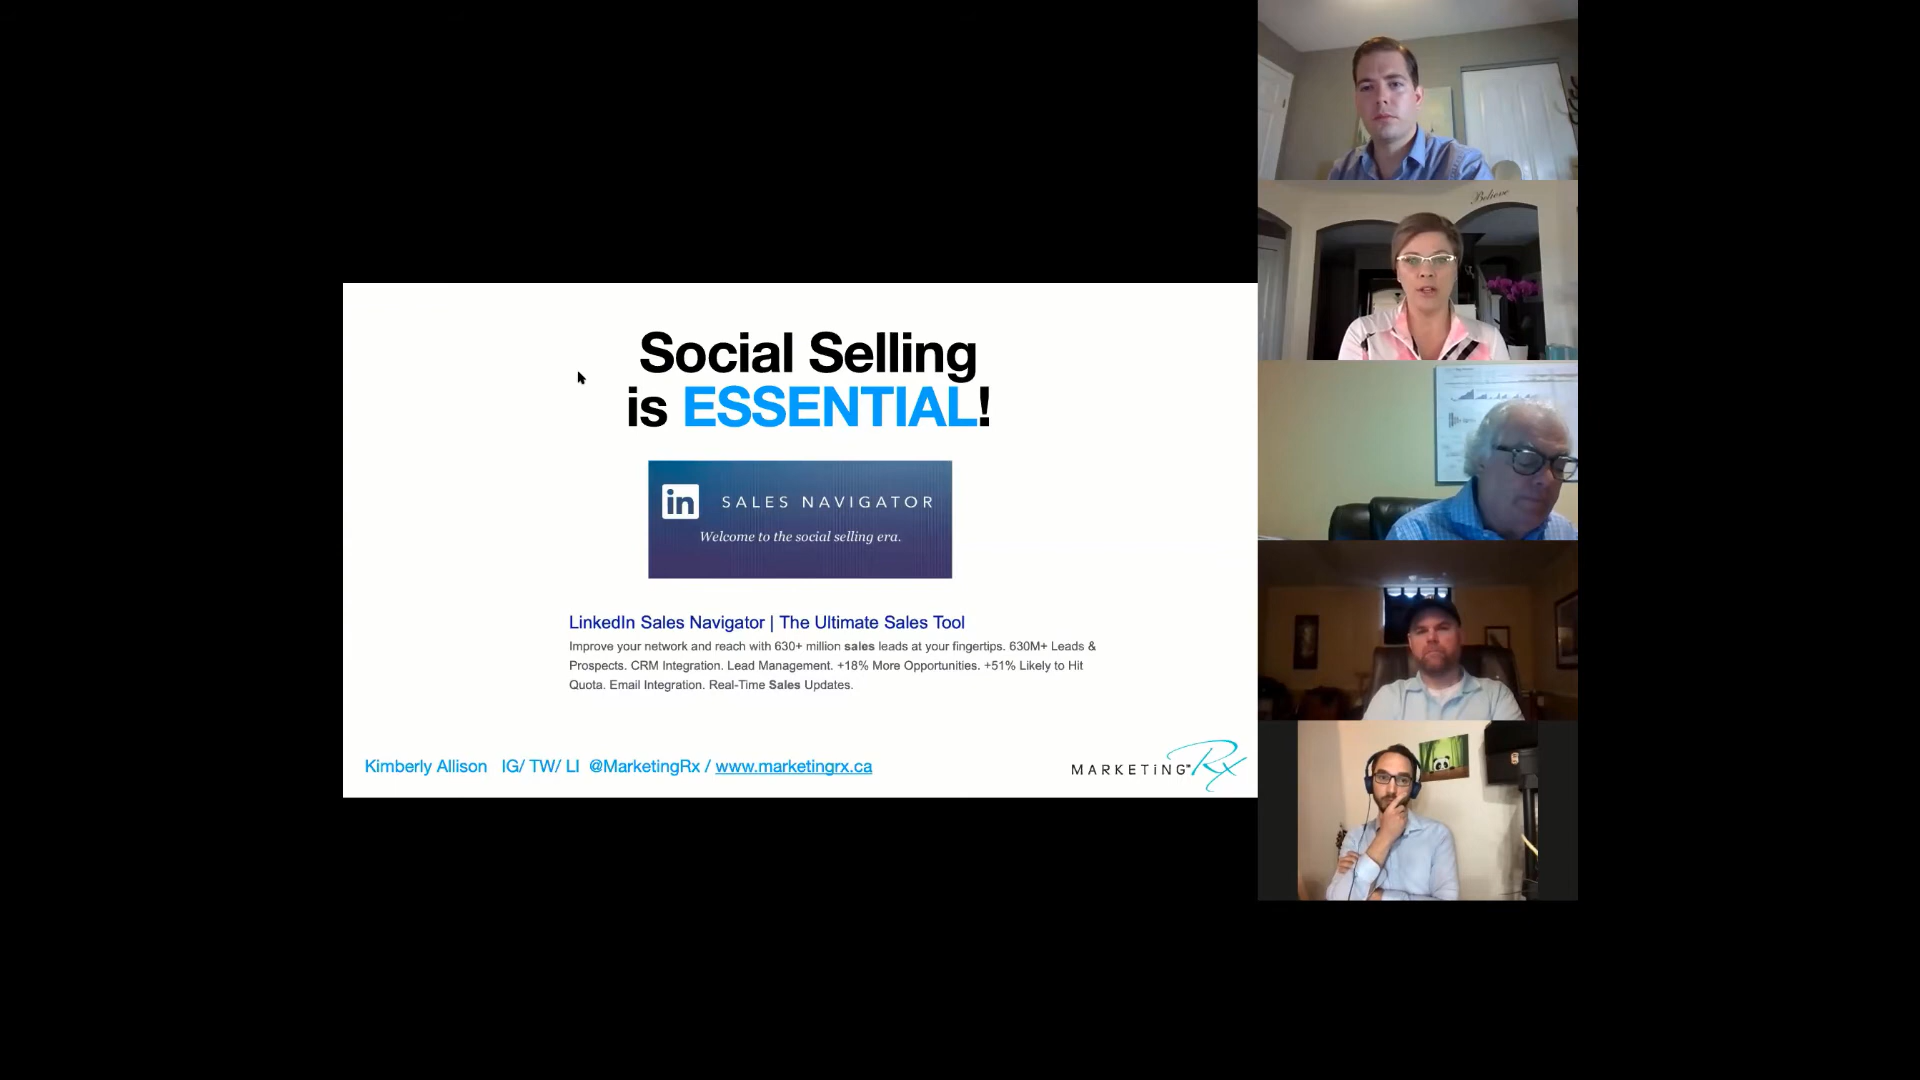 Social Selling
is ESSENTIAL!
in SALES NAVIGATOR
Welcome to the social selling era.
LinkedIn Sales Navigator | The Ultimate Sales Tool
Improve your network and reach with 630+ million sales leads at your fingertips. 630M+ Leads &
Prospects. CRM Integration. Lead Management. +18% More Opportunities. +51% Likely to Hit
Quota. Email Integration. Real-Time Sales Updates.
Kimberly Allison IG/ TW/ LI @MarketingRx / www.marketingrx.ca
MARKETiNG Rx
Believe